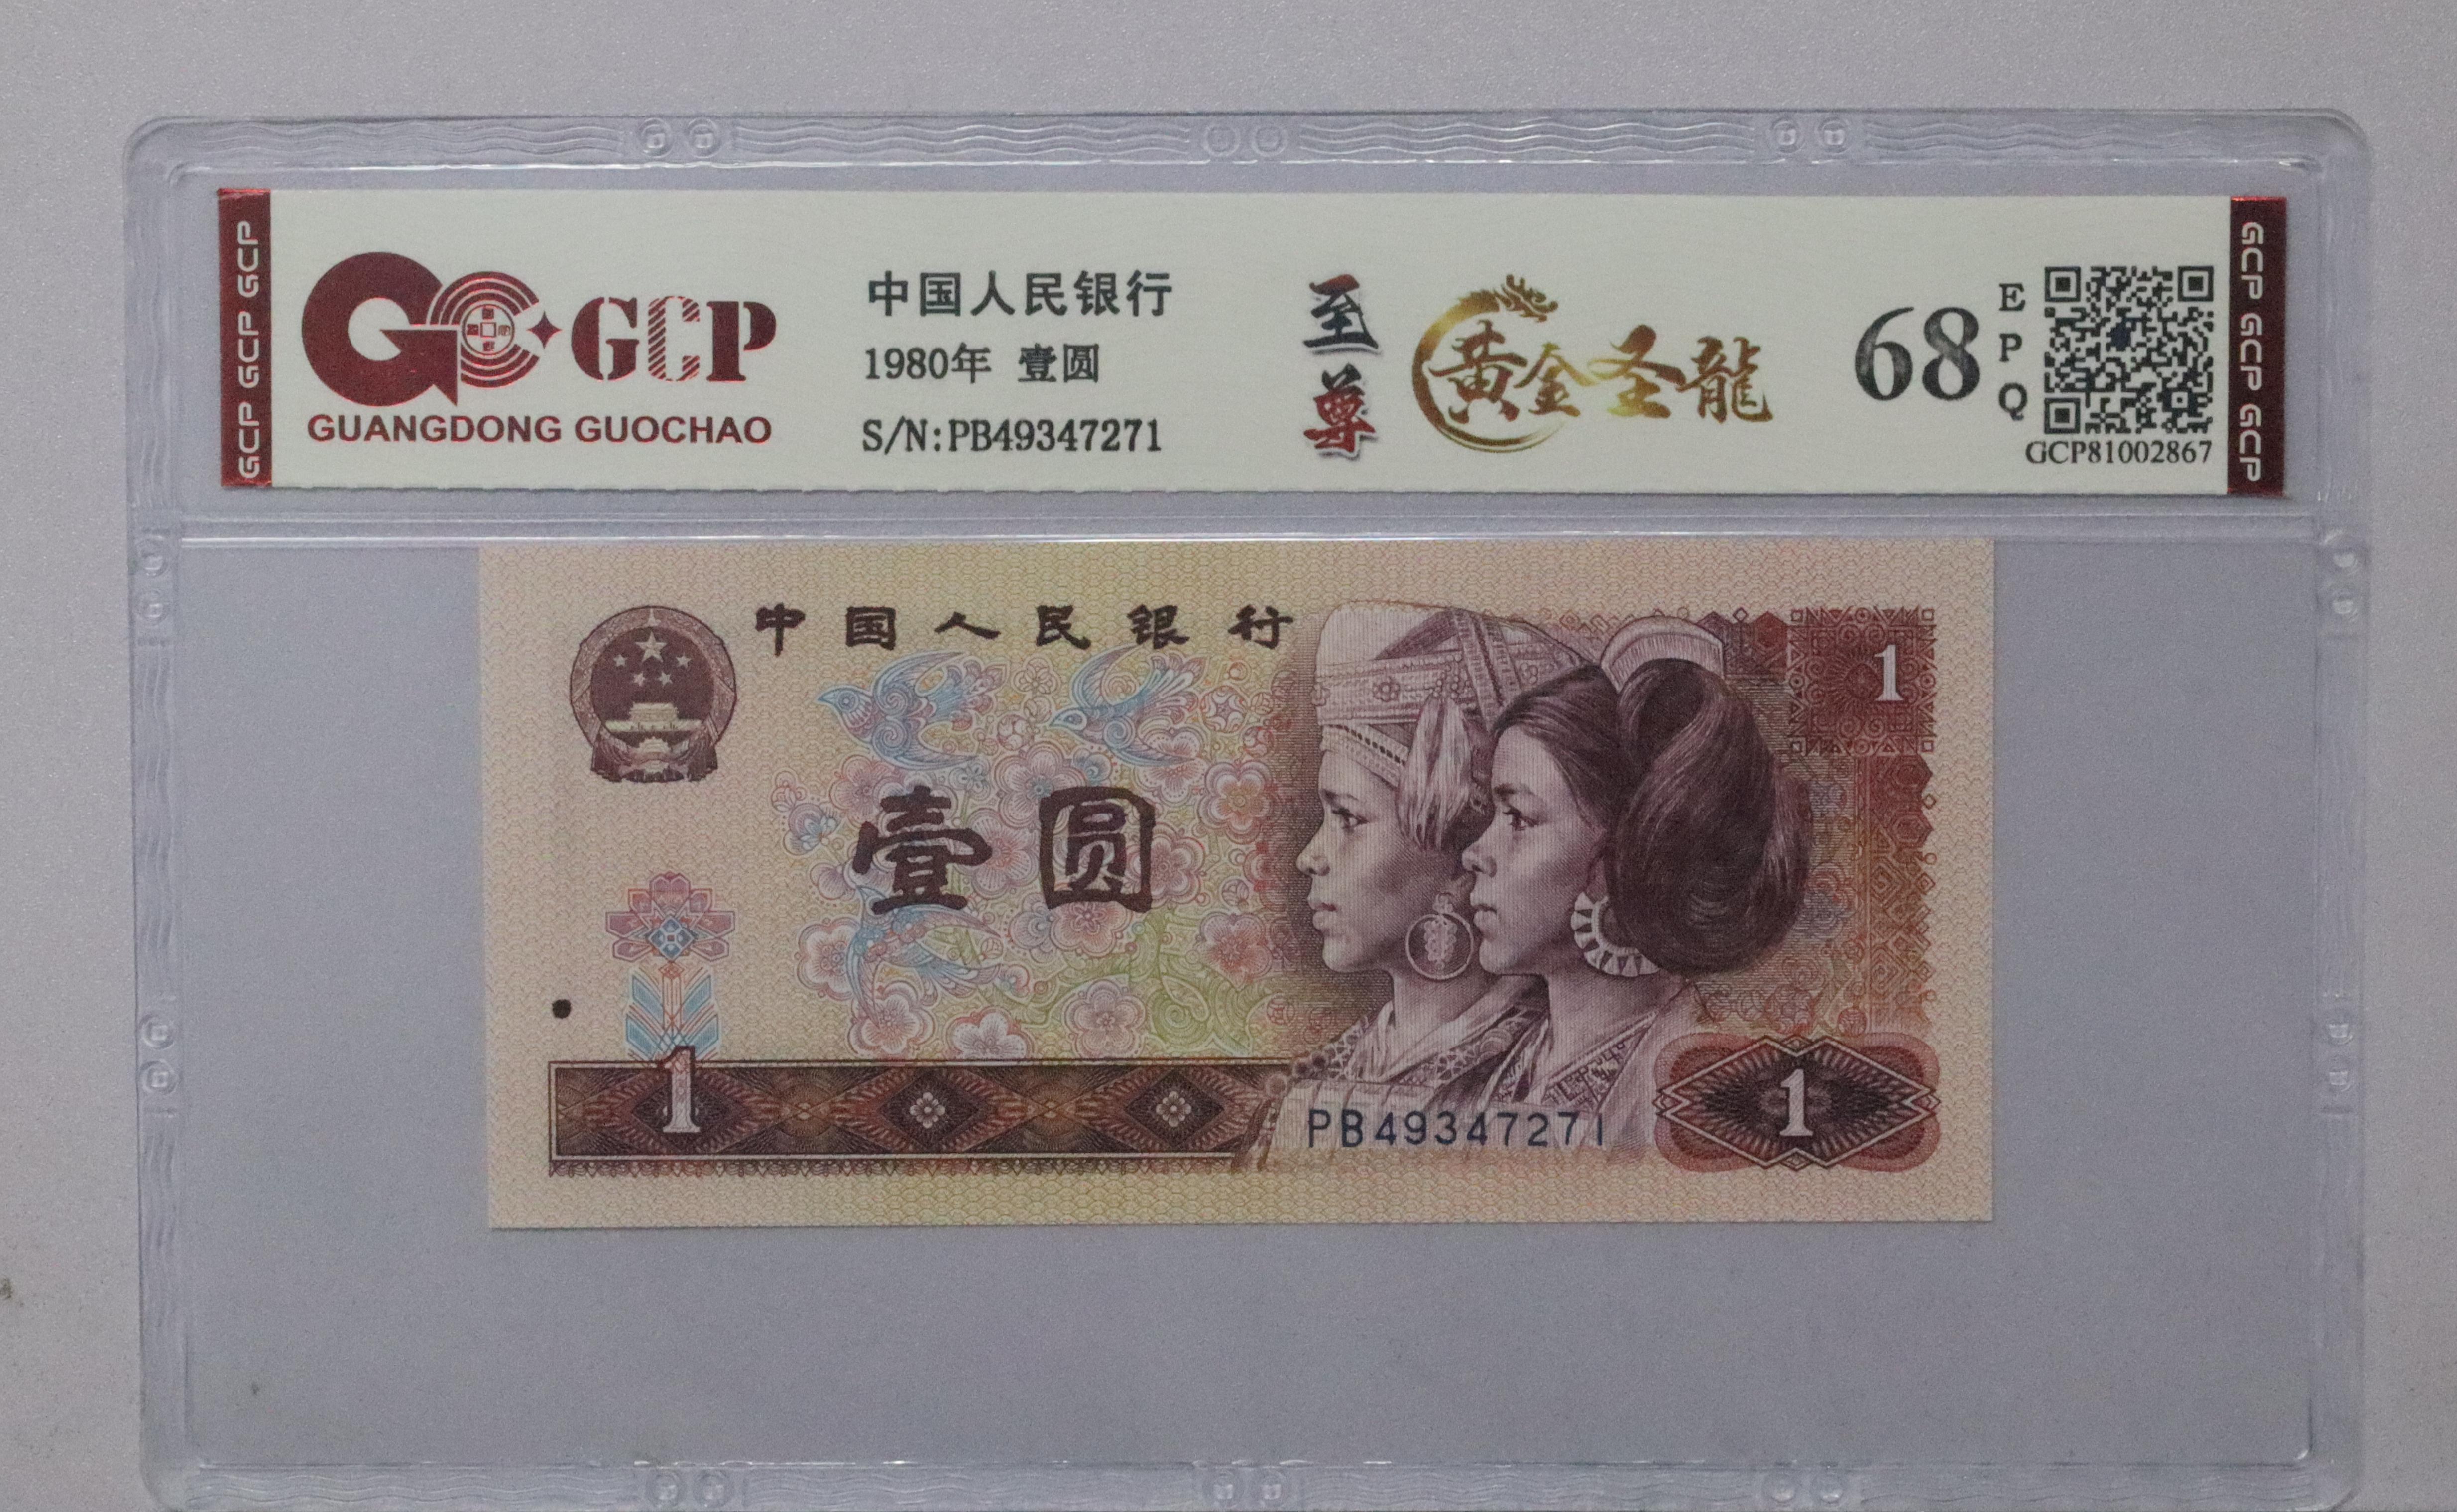 GCP GCP GCP
GCP
GUANGDONG GUOCHAO
中国人民银行
1980年 壹圆
S/N:PB49347271
至尊
黄金圣龍
68
EPQ
GCP81002867
GCP GCP GCP
中国人民银行
1
壹圆
1
PB49347271
1